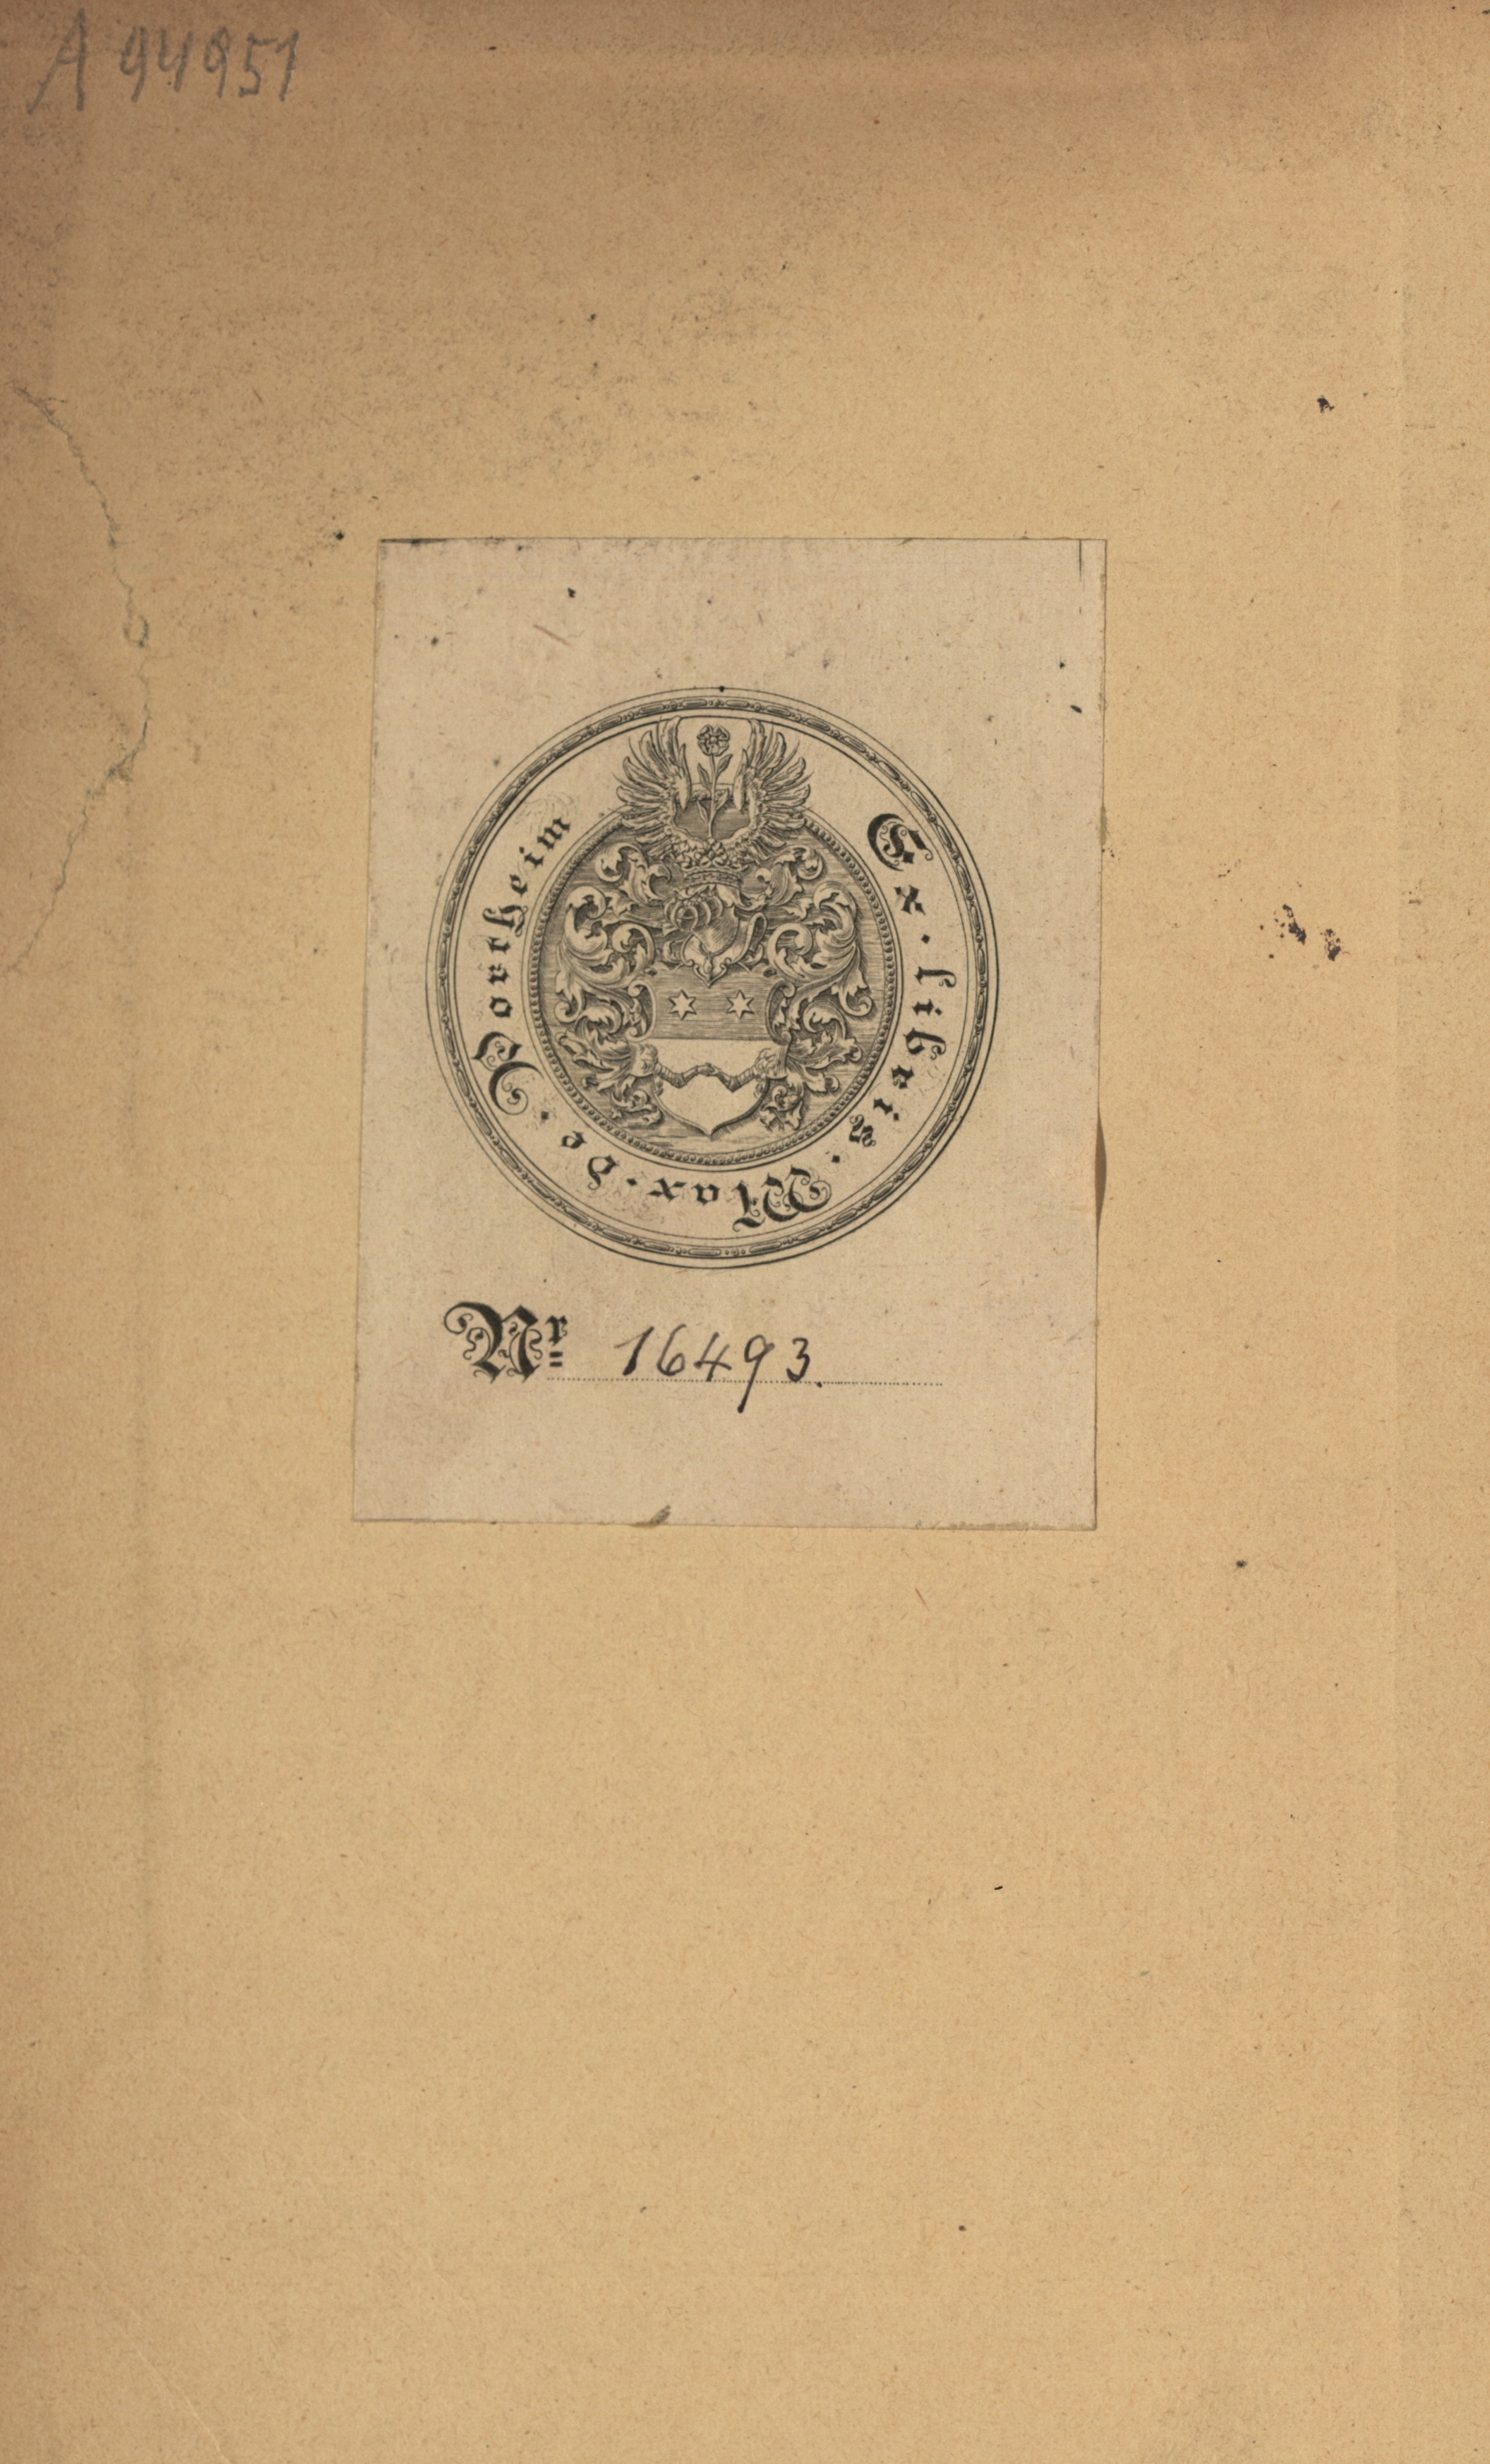 A 94951
Ex · libris · Max · de · Portheim
Nr 16493.